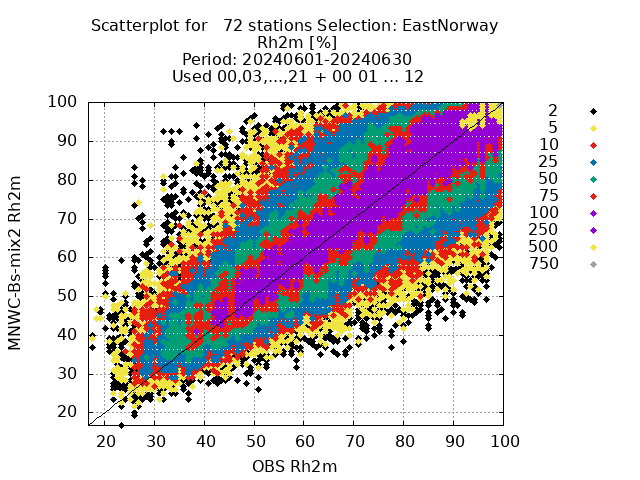 Scatterplot for   72 stations Selection: EastNorway
Rh2m [%]
Period: 20240601-20240630
Used 00,03,...,21 + 00 01 ... 12
MNWC-Bs-mix2 Rh2m
100
90
80
70
60
50
40
30
20
20 30 40 50 60 70 80 90 100
OBS Rh2m
2
5
10
25
50
75
100
250
500
750